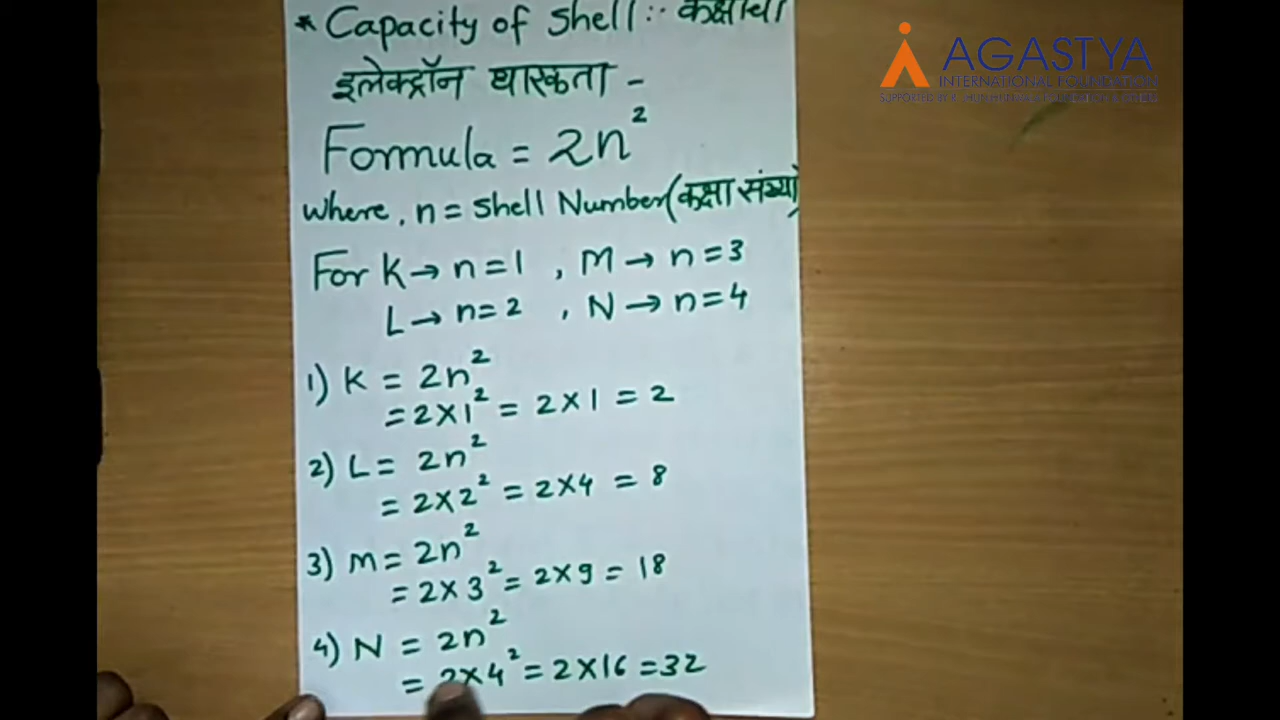 * Capacity of Shell :- कक्षाची
इलेक्ट्रॉन धारकता -
Formula = 2n²
where, n = shell Number (कक्षा संख्या)
For K → n = 1 , M → n = 3
L → n = 2 , N → n = 4
1) K = 2n²
= 2 × 1² = 2 × 1 = 2
2) L = 2n²
= 2 × 2² = 2 × 4 = 8
3) M = 2n²
= 2 × 3² = 2 × 9 = 18
4) N = 2n²
= 2 × 4² = 2 × 16 = 32
AGASTYA
INTERNATIONAL FOUNDATION